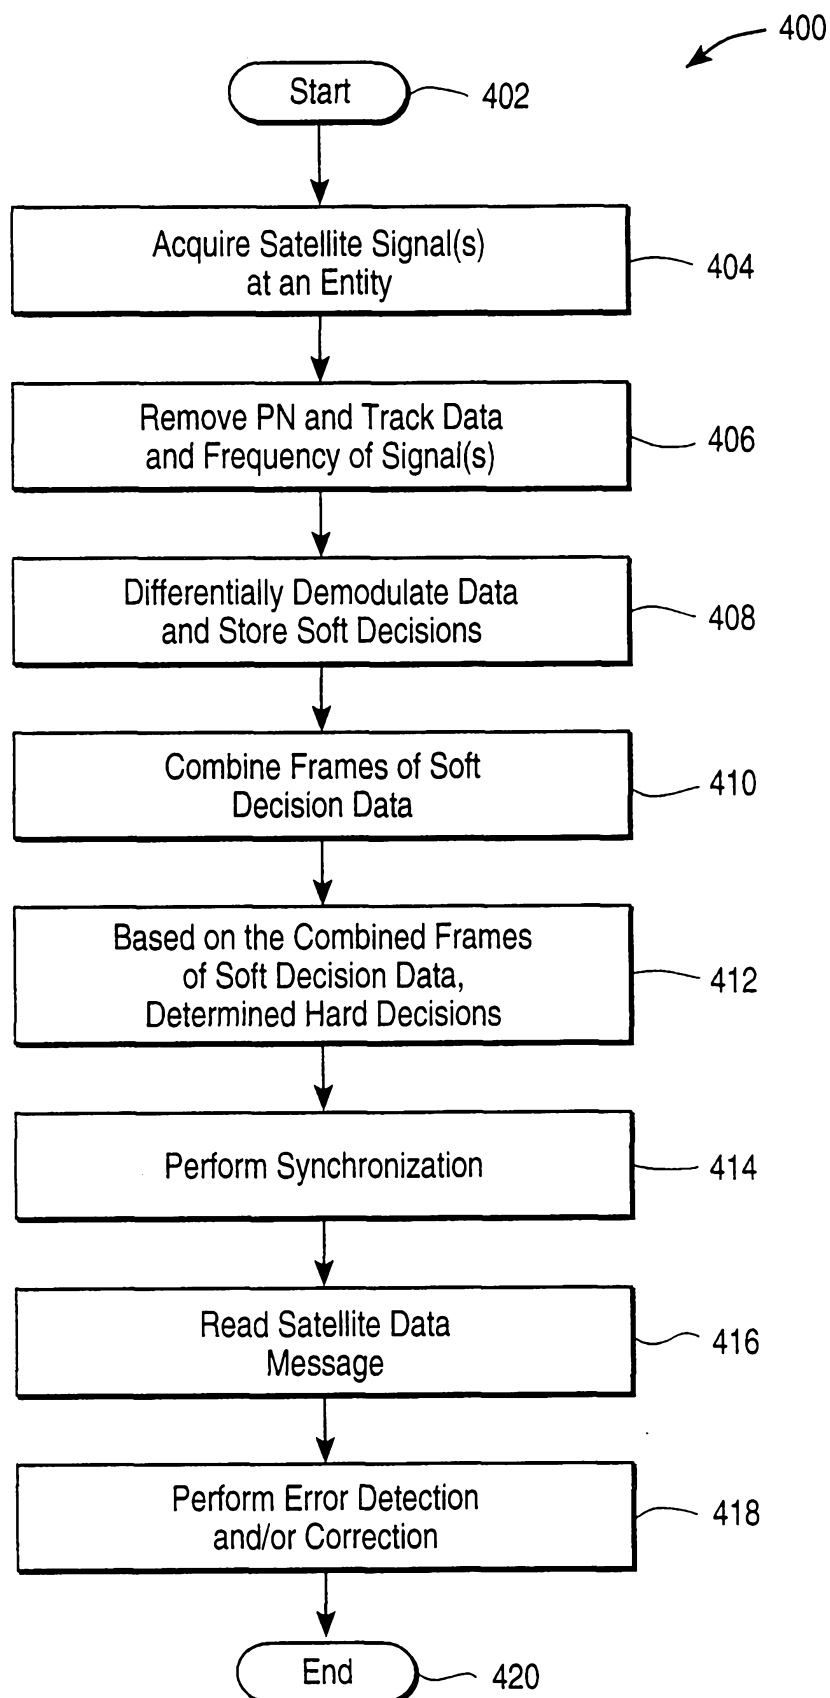 400
Start
402
Acquire Satellite Signal(s)
at an Entity
404
Remove PN and Track Data
and Frequency of Signal(s)
406
Differentially Demodulate Data
and Store Soft Decisions
408
Combine Frames of Soft
Decision Data
410
Based on the Combined Frames
of Soft Decision Data,
Determined Hard Decisions
412
Perform Synchronization
414
Read Satellite Data
Message
416
Perform Error Detection
and/or Correction
418
End
420